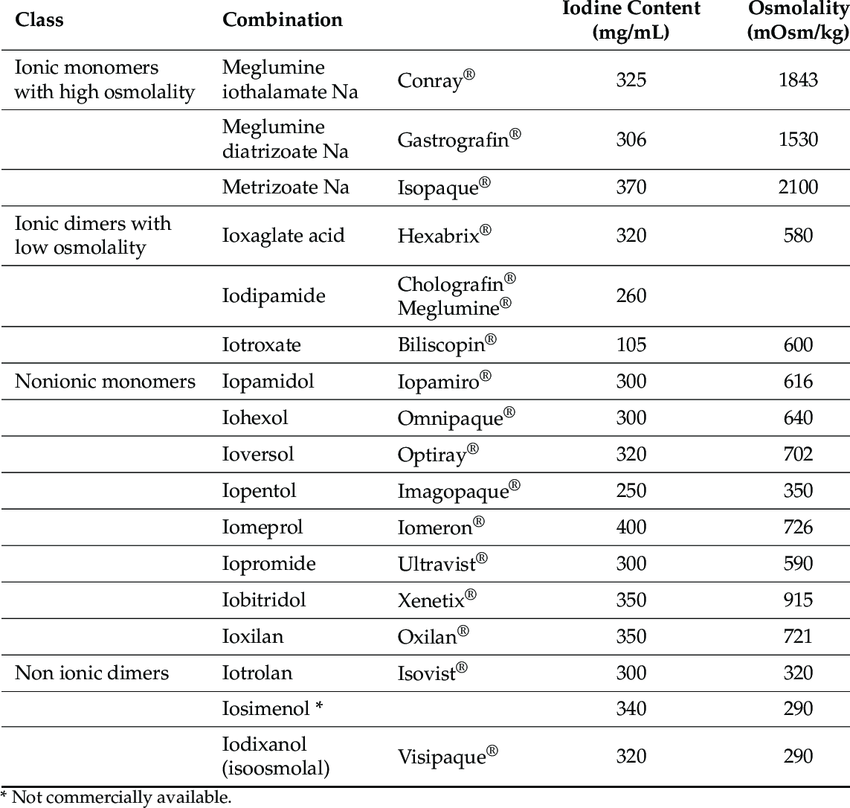 Class Combination Iodine Content (mg/mL) Osmolality (mOsm/kg)
Ionic monomers with high osmolality Meglumine iothalamate Na Conray® 325 1843
Meglumine diatrizoate Na Gastrografin® 306 1530
Metrizoate Na Isopaque® 370 2100
Ionic dimers with low osmolality Ioxaglate acid Hexabrix® 320 580
Iodipamide Cholografin® Meglumine® 260
Iotroxate Biliscopin® 105 600
Nonionic monomers Iopamidol Iopamiro® 300 616
Iohexol Omnipaque® 300 640
Ioversol Optiray® 320 702
Iopentol Imagopaque® 250 350
Iomeprol Iomeron® 400 726
Iopromide Ultravist® 300 590
Iobitridol Xenetix® 350 915
Ioxilan Oxilan® 350 721
Non ionic dimers Iotrolan Isovist® 300 320
Iosimenol * 340 290
Iodixanol (isoosmolal) Visipaque® 320 290
* Not commercially available.